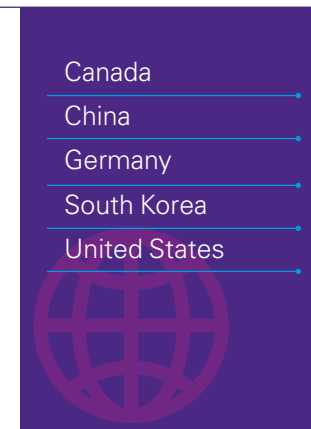 Canada
China
Germany
South Korea
United States